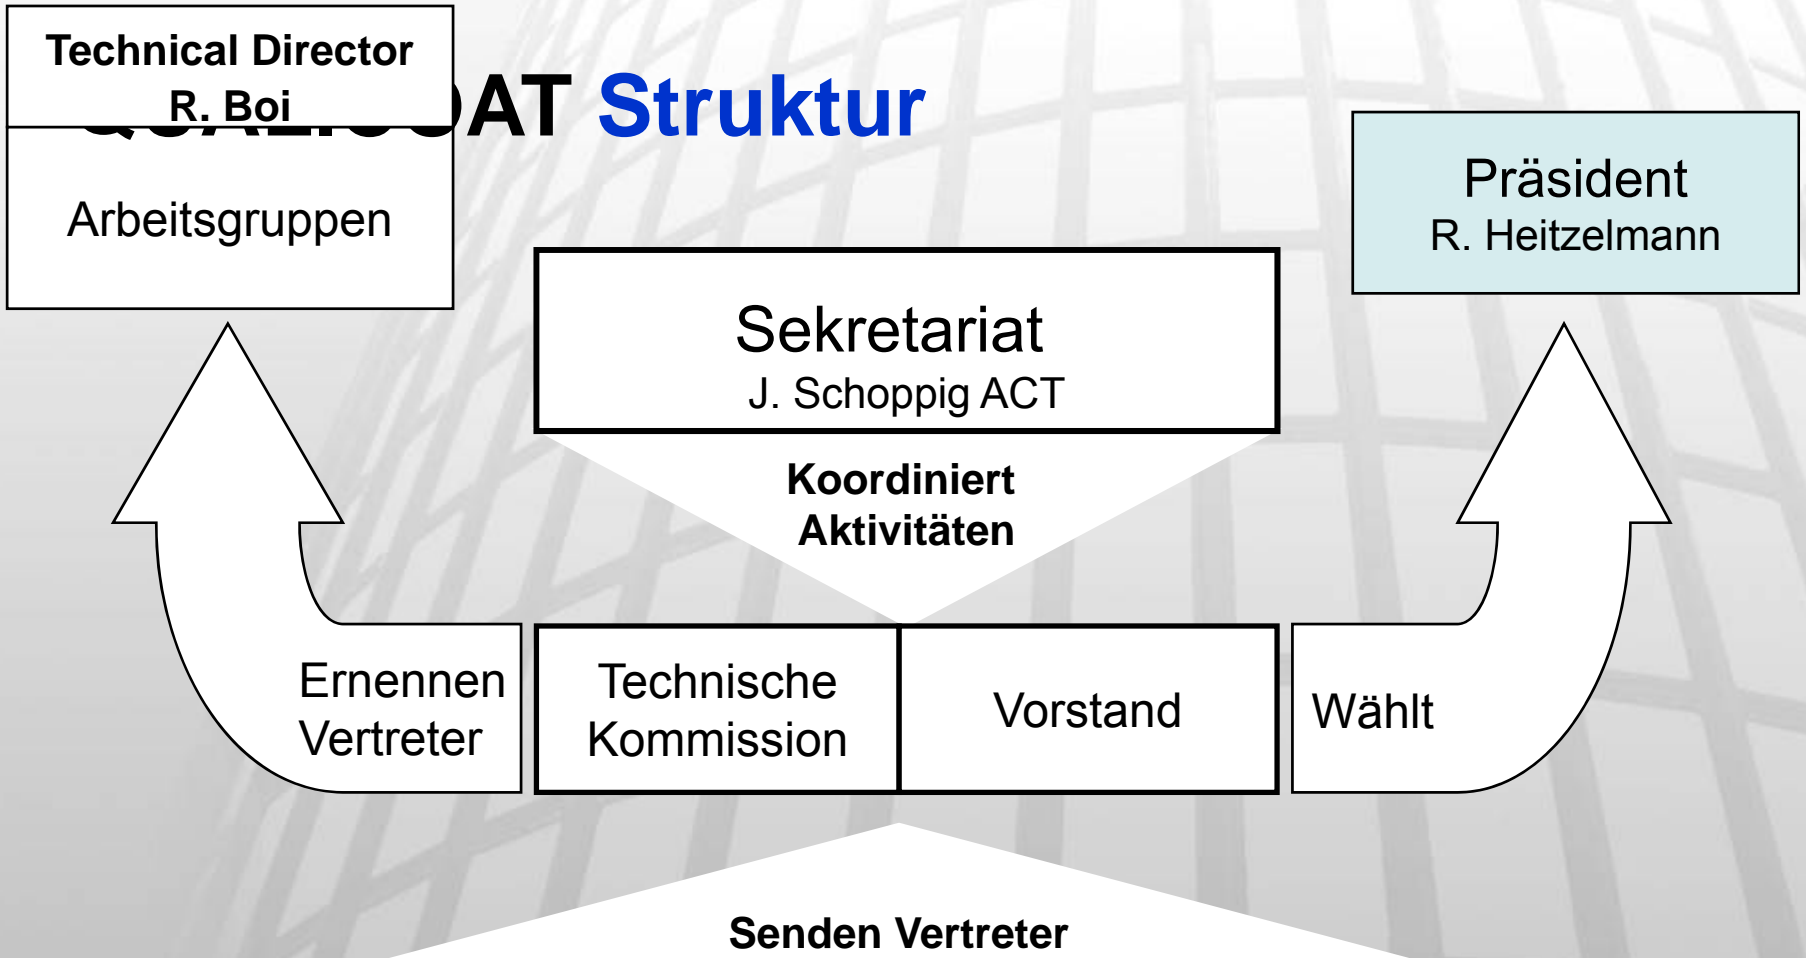 Technical Director
R. Boi
AT Struktur
Arbeitsgruppen
Präsident
R. Heitzelmann
Sekretariat
J. Schoppig ACT
Koordiniert
Aktivitäten
Ernennen
Vertreter
Technische
Kommission
Vorstand
Wählt
Senden Vertreter